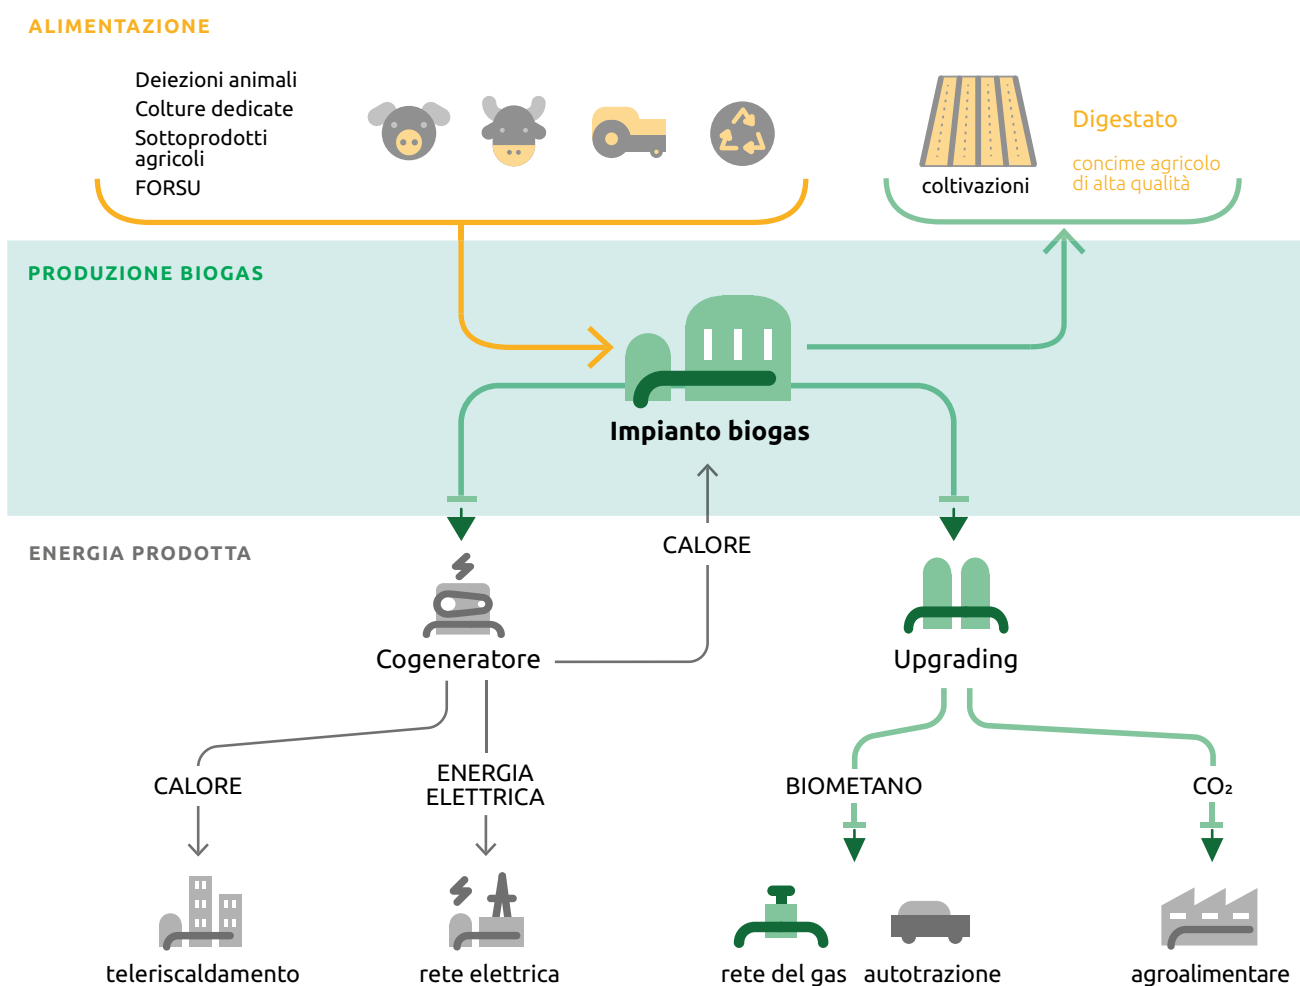 ALIMENTAZIONE
Deiezioni animali
Colture dedicate
Sottoprodotti
agricoli
FORSU
coltivazioni
Digestato
concime agricolo
di alta qualità
PRODUZIONE BIOGAS
Impianto biogas
ENERGIA PRODOTTA
CALORE
Cogeneratore
Upgrading
CALORE
ENERGIA
ELETTRICA
BIOMETANO
CO₂
teleriscaldamento
rete elettrica
rete del gas
autotrazione
agroalimentare